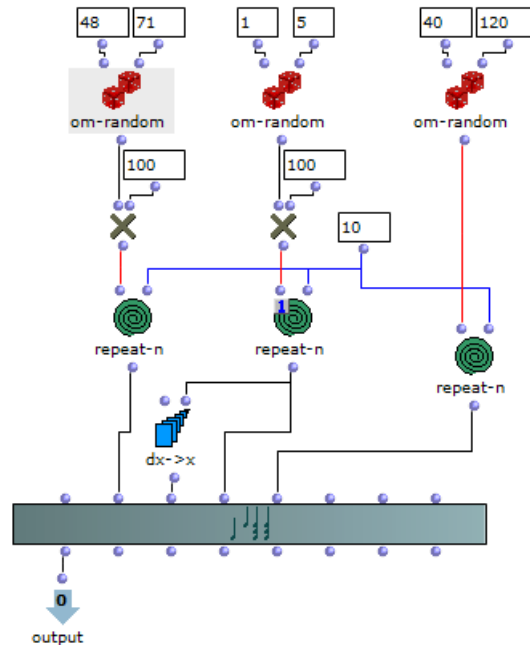 48 71 1 5 40 120
om-random om-random om-random
100 100
10
1
repeat-n repeat-n
repeat-n
dx->x
0
output